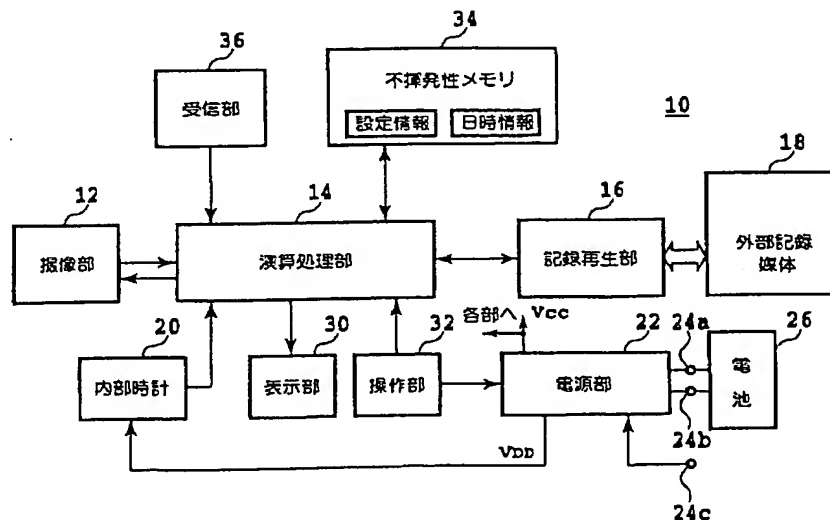 36
受信部
34
不揮発性メモリ
設定情報 日時情報
10
12
撮像部
14
演算処理部
16
記録再生部
18
外部記録
媒体
20
内部時計
30
表示部
32
操作部
各部へ
Vcc
22
電源部
24a
24b
24c
26
電
池
VDD